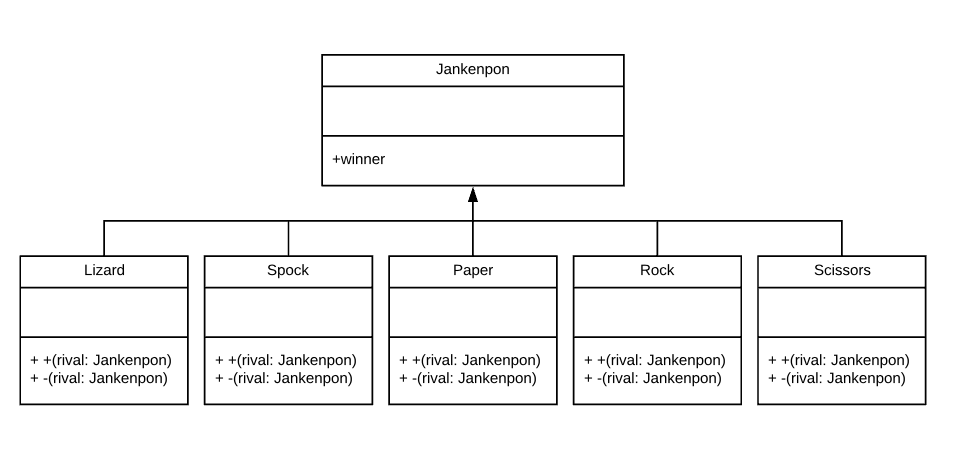 Jankenpon
+winner
Lizard
+ +(rival: Jankenpon)
+ -(rival: Jankenpon)
Spock
+ +(rival: Jankenpon)
+ -(rival: Jankenpon)
Paper
+ +(rival: Jankenpon)
+ -(rival: Jankenpon)
Rock
+ +(rival: Jankenpon)
+ -(rival: Jankenpon)
Scissors
+ +(rival: Jankenpon)
+ -(rival: Jankenpon)